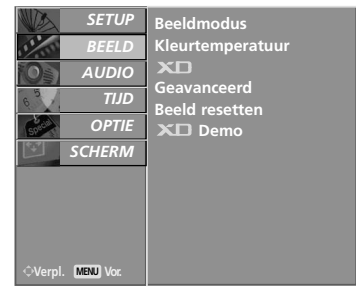 SETUP
BEELD
AUDIO
TIJD
OPTIE
SCHERM
Verpl. MENU Vor.
Beeldmodus
Kleurtemperatuur
XD
Geavanceerd
Beeld resetten
XD Demo